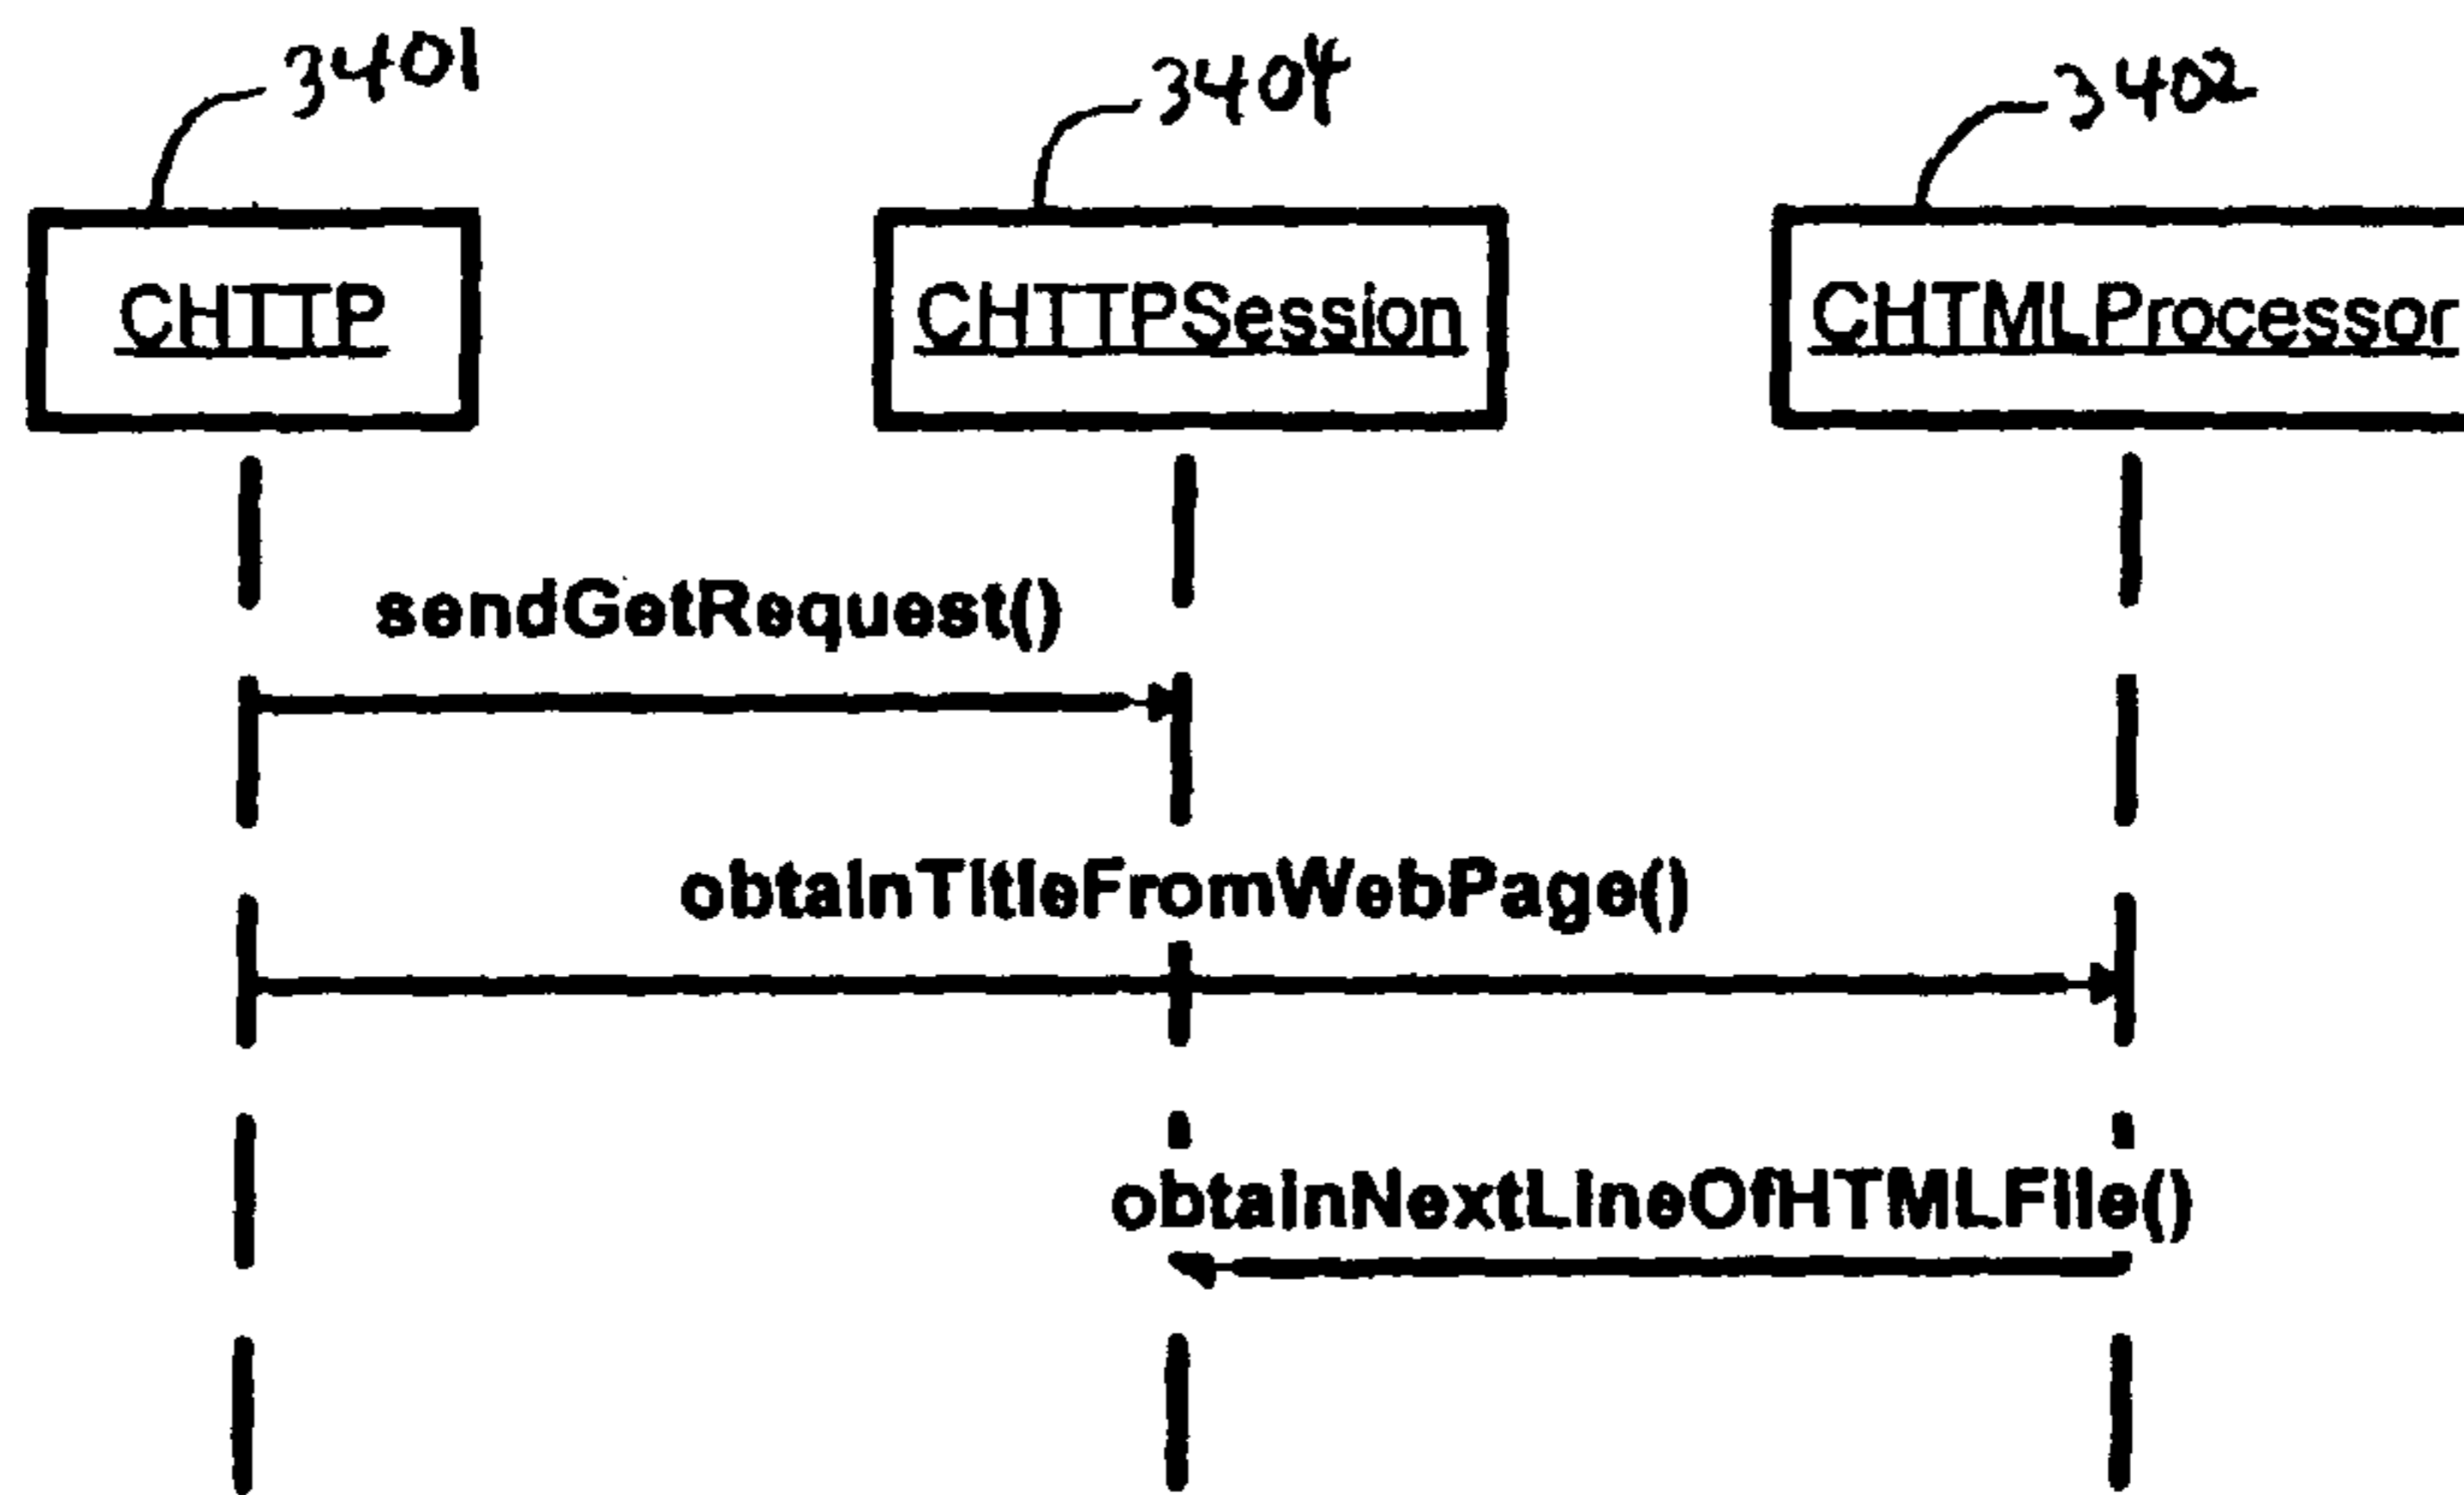 3401 3404 3402
CHTTP CHTTPSession CHTMLProcessor
sendGetRequest()
obtainTitleFromWebPage()
obtainNextLineOfHTMLFile()